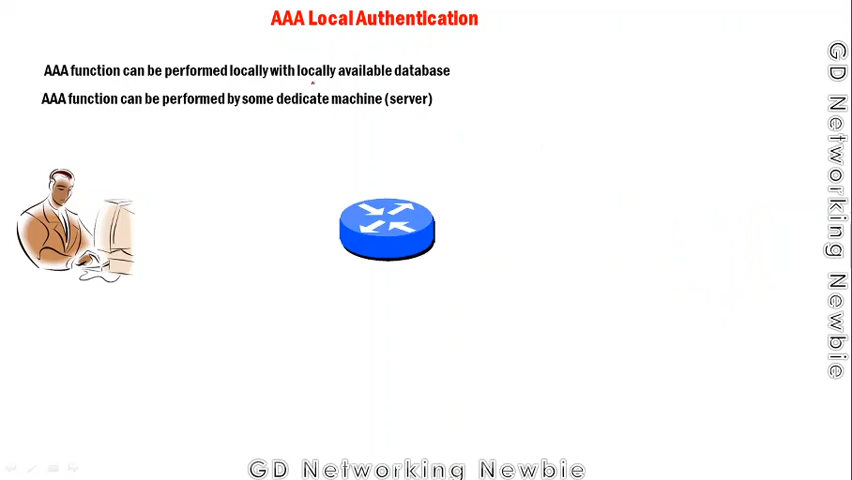 AAA Local Authentication
AAA function can be performed locally with locally available database
AAA function can be performed by some dedicate machine (server)
GD Networking Newbie
GD Networking Newbie